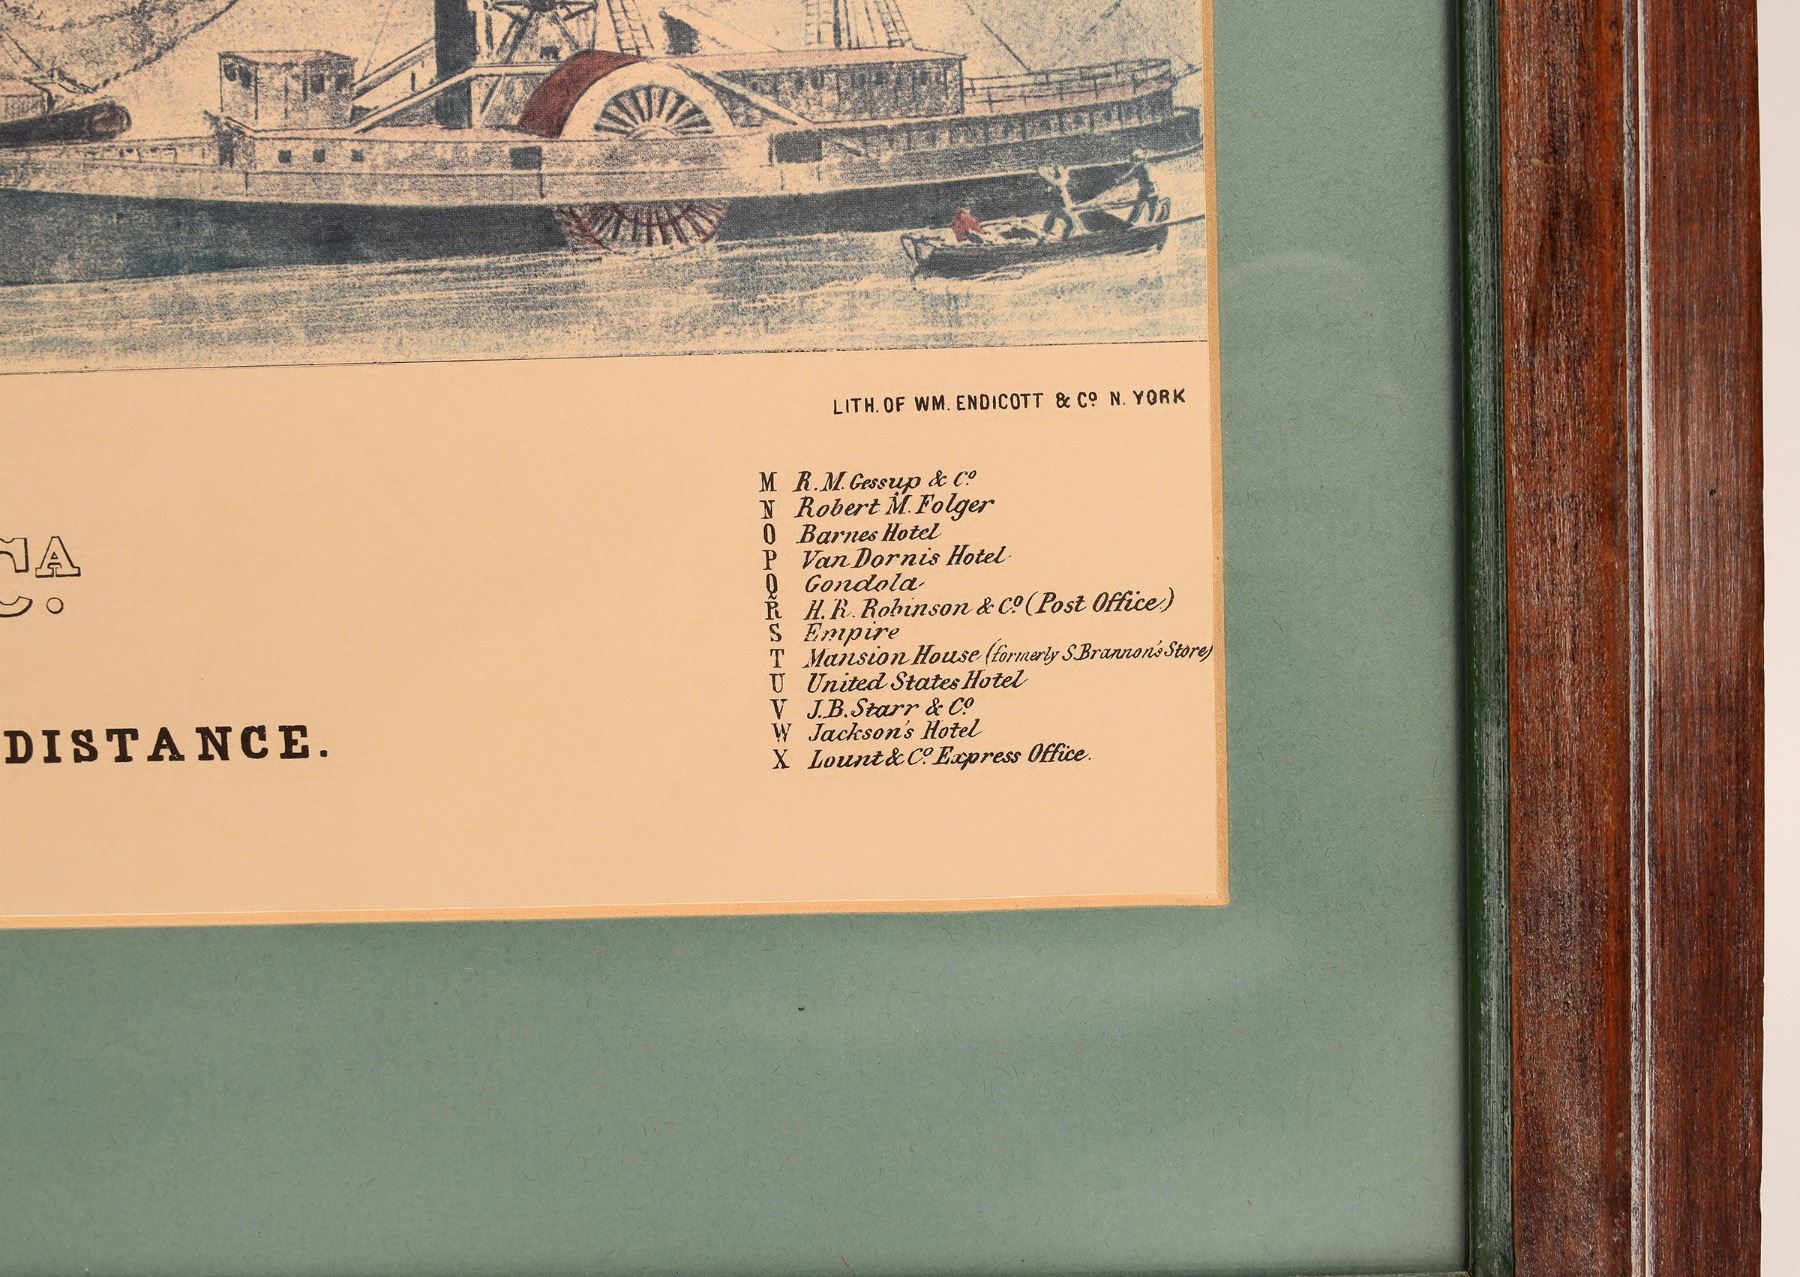 LITH. OF WM. ENDICOTT & Cº N. YORK
M R. M. Gessup & Cº
N Robert M. Folger
O Barnes Hotel
P Van Dornis Hotel
Q Gondola
R H. R. Robinson & Cº (Post Office)
S Empire
T Mansion House (formerly S. Brannon's Store)
U United States Hotel
V J. B. Starr & Cº
W Jackson's Hotel
X Lount & Cº Express Office.
CA
C.
DISTANCE.